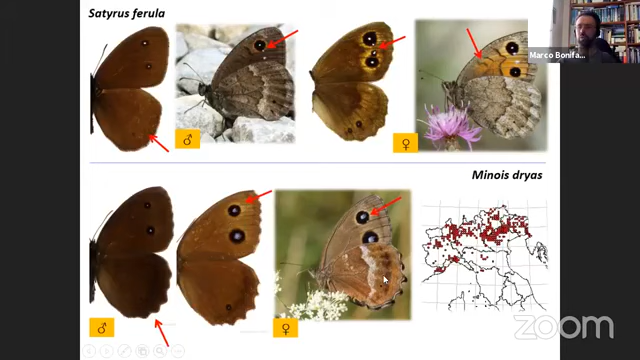 Satyrus ferula
Marco Bonifa...
♂
♀
Minois dryas
♂
♀
zoom